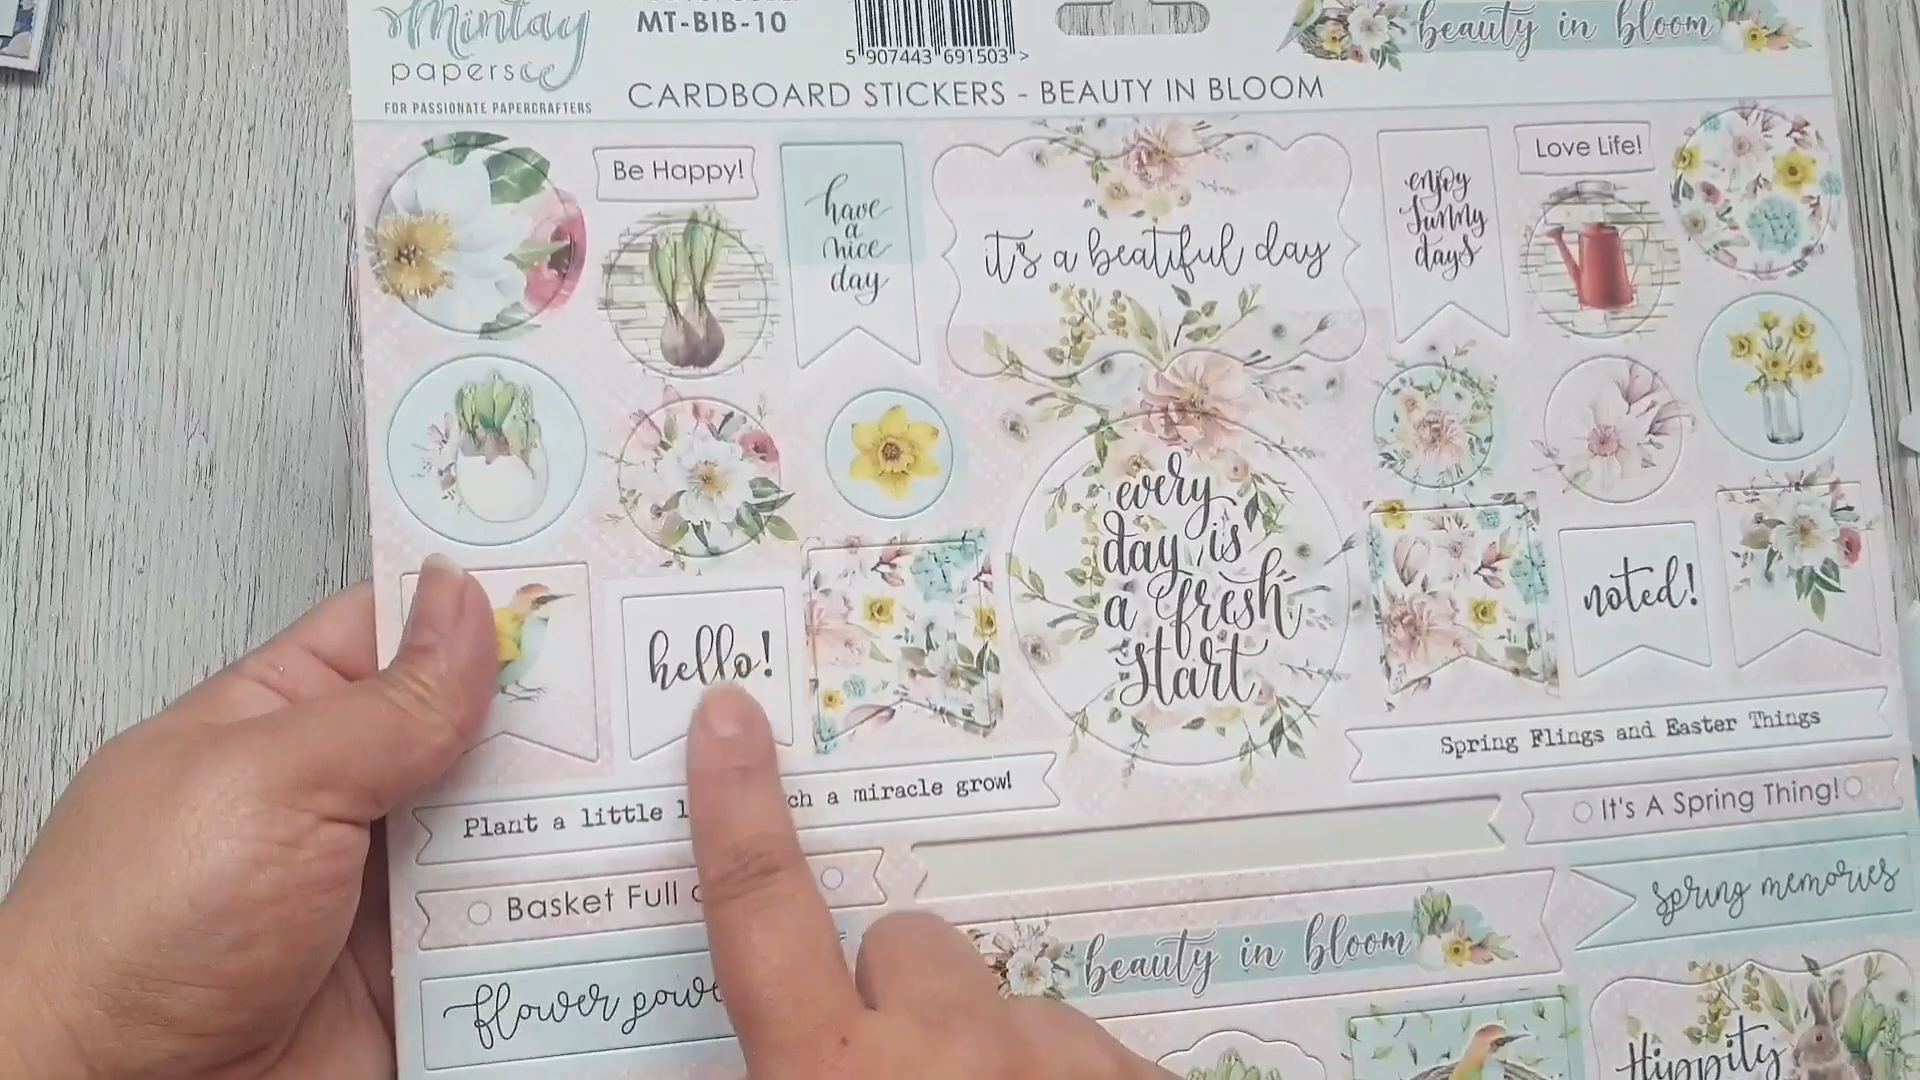 Mintay
papers
FOR PASSIONATE PAPERCRAFTERS
MT-BIB-10
5 907443 691503 >
beauty in bloom
CARDBOARD STICKERS - BEAUTY IN BLOOM
Be Happy!
have
a
nice
day
it's a beatiful day
enjoy
sunny
days
Love Life!
every
day is
a fresh
start
hello!
noted!
Plant a little l ch a miracle grow!
Spring Flings and Easter Things
Basket Full
It's A Spring Thing!
spring memories
beauty in bloom
flower
Hippity